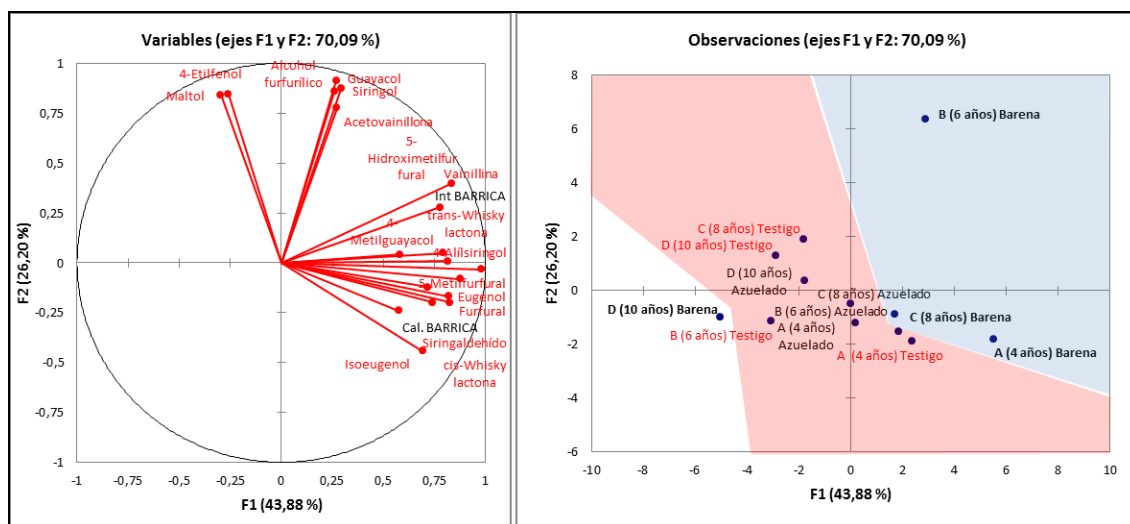 Variables (ejes F1 y F2: 70,09 %)
4-Etilfenol
Alcohol
furfurílico
Guayacol
Siringol
Maltol
Acetovainillona
5-
Hidroximetilfur
fural
Vainillina
Int BARRICA
4-
Metilguayacol
trans-Whisky
lactona
4-Alílsiringol
5-Metilfurfural
Eugenol
Furfural
Cal. BARRICA
Siringaldehído
Isoeugenol
cis-Whisky
lactona
F2 (26,20 %)
1
0,75
0,5
0,25
0
-0,25
-0,5
-0,75
-1
-1
-0,75
-0,5
-0,25
0
0,25
0,5
0,75
1
F1 (43,88 %)
Observaciones (ejes F1 y F2: 70,09 %)
B (6 años) Barena
C (8 años) Testigo
D (10 años) Testigo
D (10 años)
Azuelado
C (8 años) Azuelado
D (10 años) Barena
B (6 años) Azuelado
C (8 años) Barena
B (6 años) Testigo
A (4 años)
Azuelado
A (4 años) Testigo
A (4 años) Barena
F2 (26,20 %)
8
6
4
2
0
-2
-4
-6
-10
-8
-6
-4
-2
0
2
4
6
8
10
F1 (43,88 %)